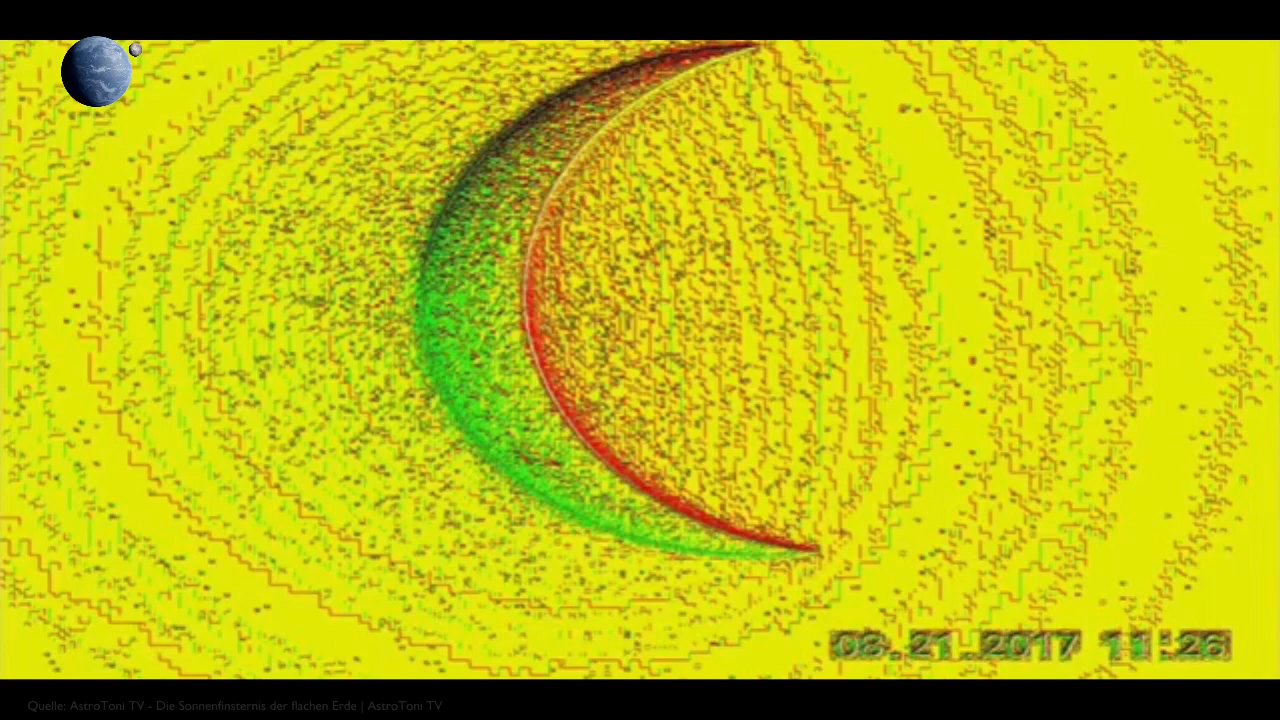 08.21.2017 11:26
Quelle: AstroToni TV - Die Sonnenfinsternis der flachen Erde | AstroToni TV